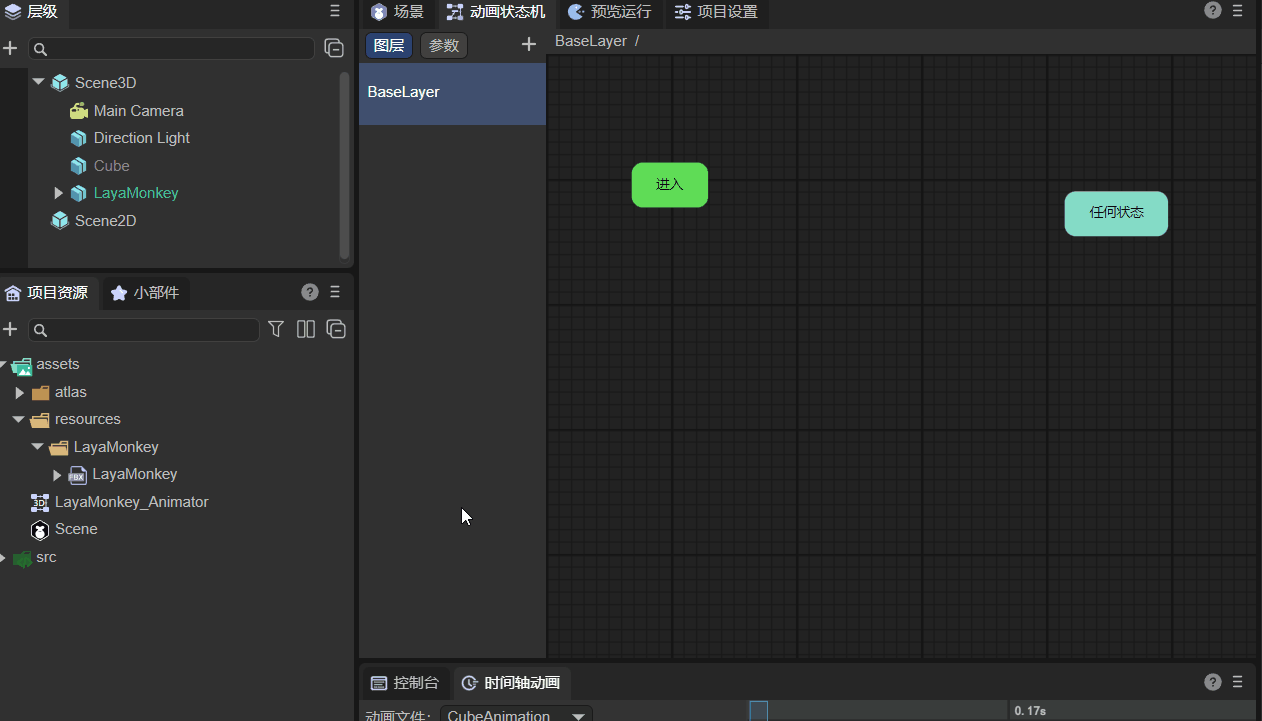 层级
Scene3D
Main Camera
Direction Light
Cube
LayaMonkey
Scene2D
项目资源
小部件
assets
atlas
resources
LayaMonkey
FBX
LayaMonkey
3D
LayaMonkey_Animator
Scene
src
场景
动画状态机
预览运行
项目设置
图层
参数
BaseLayer /
BaseLayer
进入
任何状态
控制台
时间轴动画
动画文件:
CubeAnimation
0.17s